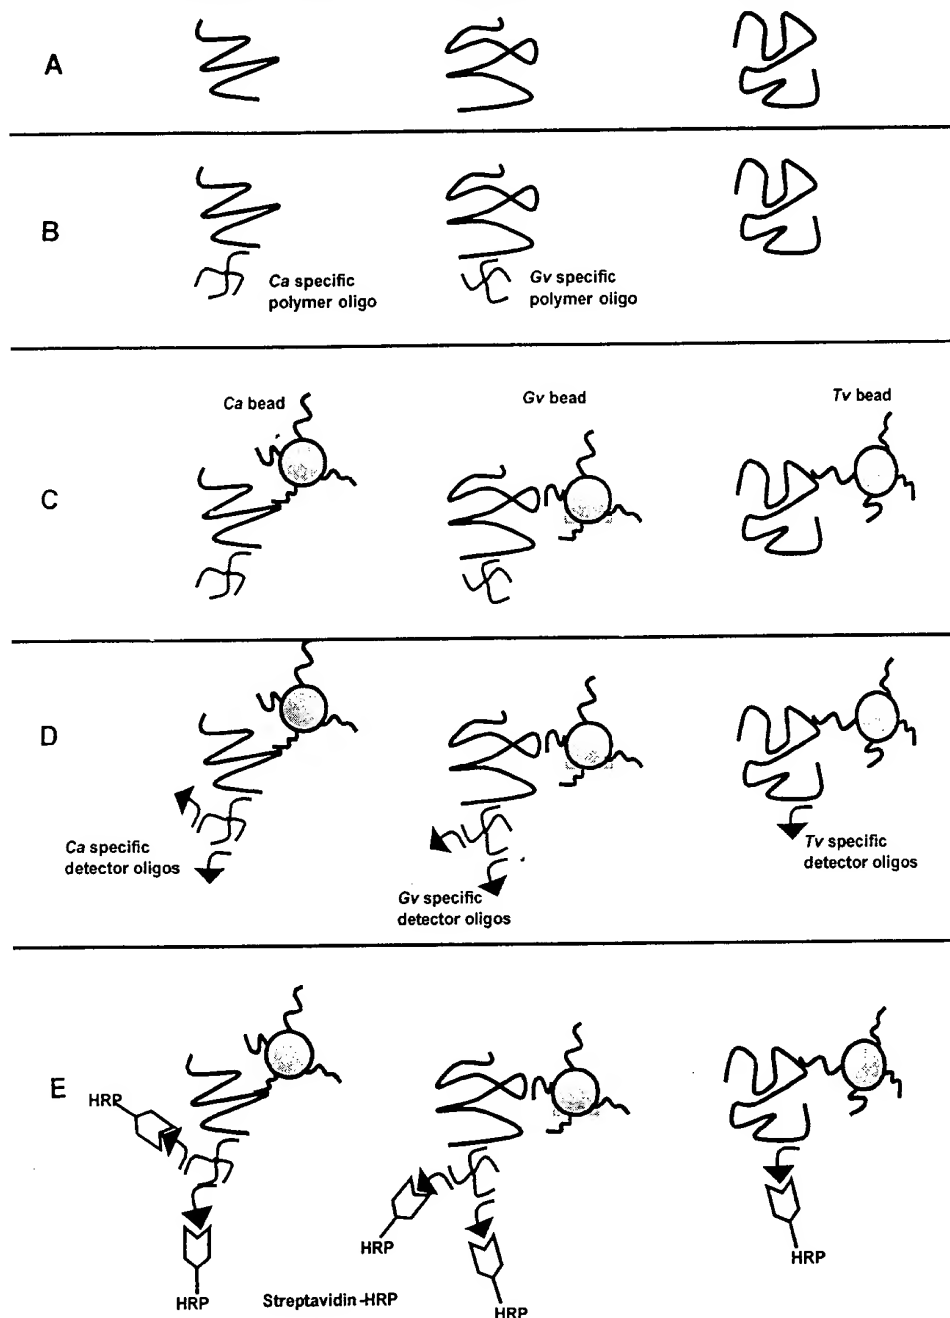 A
B
Ca specific
polymer oligo
Gv specific
polymer oligo
Ca bead
Gv bead
Tv bead
C
D
Ca specific
detector oligos
Gv specific
detector oligos
Tv specific
detector oligos
E
HRP
HRP
HRP
Streptavidin-HRP
HRP
HRP